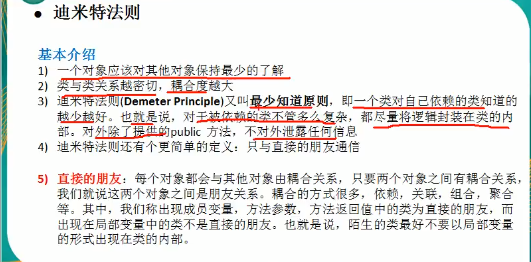 • 迪米特法则
基本介绍
1) 一个对象应该对其他对象保持最少的了解
2) 类与类关系越密切，耦合度越大
3) 迪米特法则(Demeter Principle)又叫最少知道原则，即一个类对自己依赖的类知道的
越少越好。也就是说，对于被依赖的类不管多么复杂，都尽量将逻辑封装在类的内
部。对外除了提供的public 方法，不对外泄露任何信息
4) 迪米特法则还有个更简单的定义：只与直接的朋友通信
5) 直接的朋友：每个对象都会与其他对象由耦合关系，只要两个对象之间有耦合关系，
我们就说这两个对象之间是朋友关系。耦合的方式很多，依赖，关联，组合，聚合
等。其中，我们称出现成员变量，方法参数，方法返回值中的类为直接的朋友，而
出现在局部变量中的类不是直接的朋友。也就是说，陌生的类最好不要以局部变量
的形式出现在类的内部。